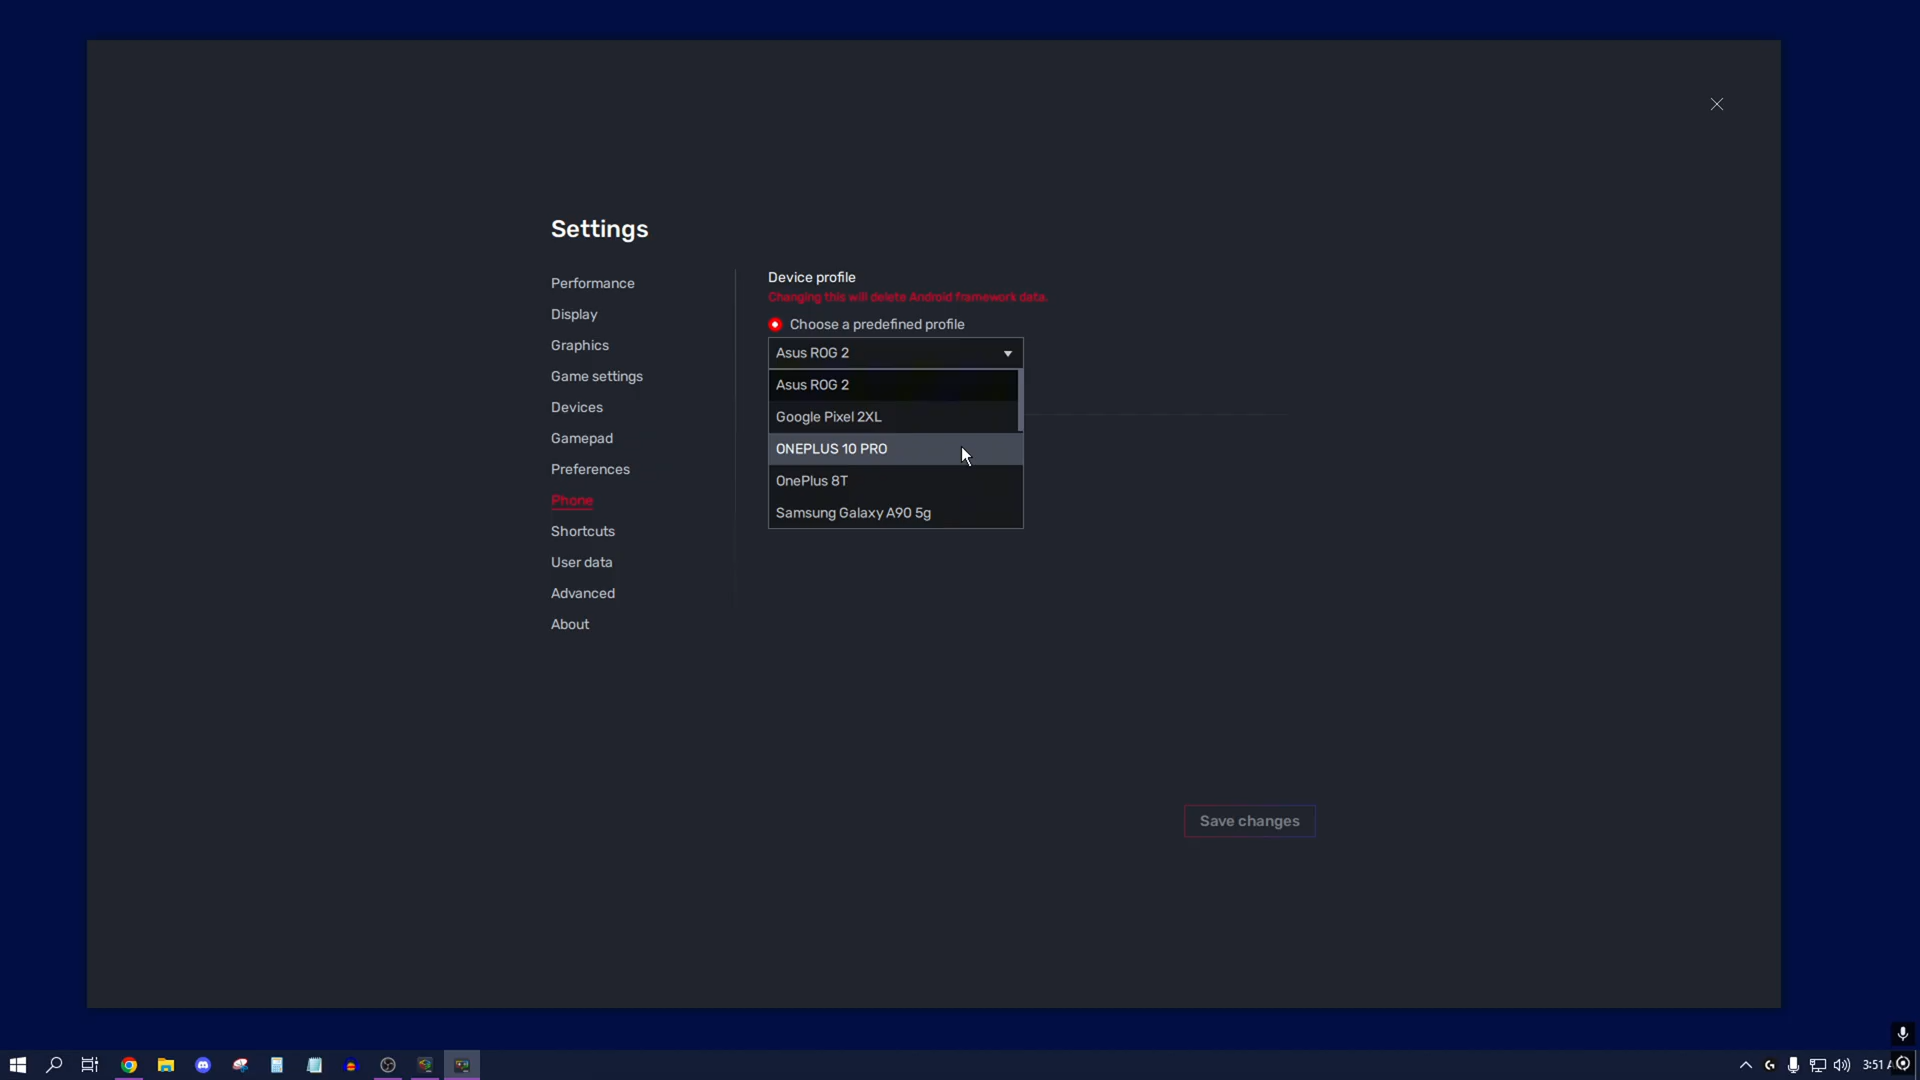 Settings
Performance
Display
Graphics
Game settings
Devices
Gamepad
Preferences
Phone
Shortcuts
User data
Advanced
About
Device profile
Changing this will delete Android framework data.
Choose a predefined profile
Asus ROG 2
Asus ROG 2
Google Pixel 2XL
ONEPLUS 10 PRO
OnePlus 8T
Samsung Galaxy A90 5g
Save changes
3:51